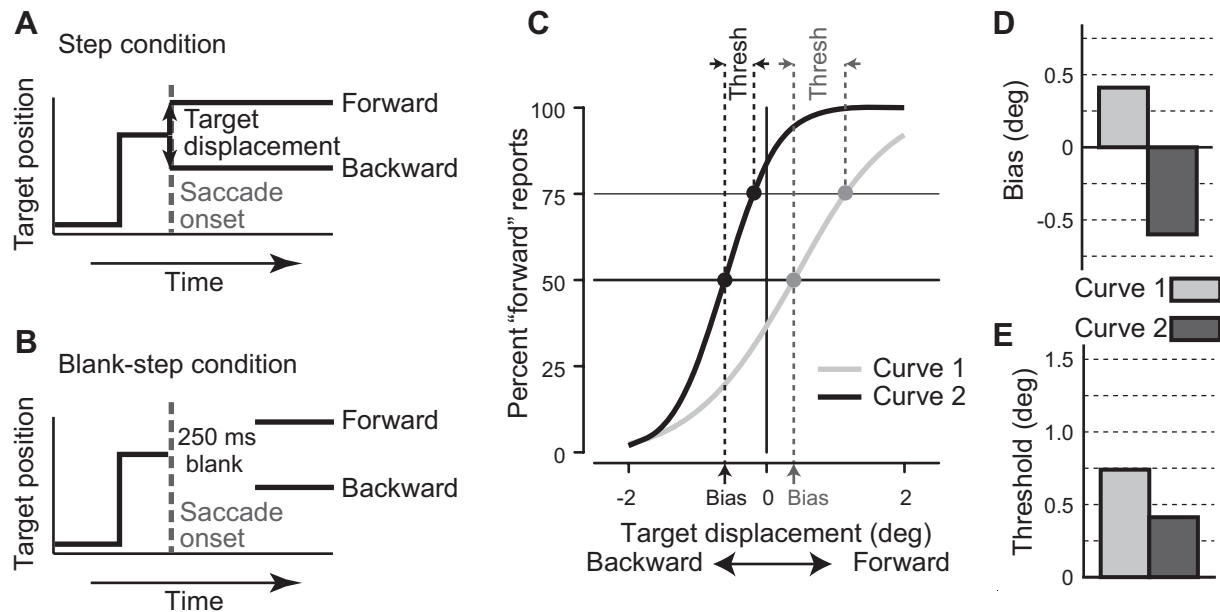 A
Step condition
Target position
Forward
Target
displacement
Backward
Saccade
onset
Time
B
Blank-step condition
Target position
250 ms
blank
Forward
Backward
Saccade
onset
Time
C
Thresh
Thresh
Percent “forward” reports
100
75
50
25
0
Curve 1
Curve 2
-2
Bias
0
Bias
2
Target displacement (deg)
Backward
Forward
D
Bias (deg)
0.5
0
-0.5
Curve 1
Curve 2
E
Threshold (deg)
1.5
1.0
0.5
0